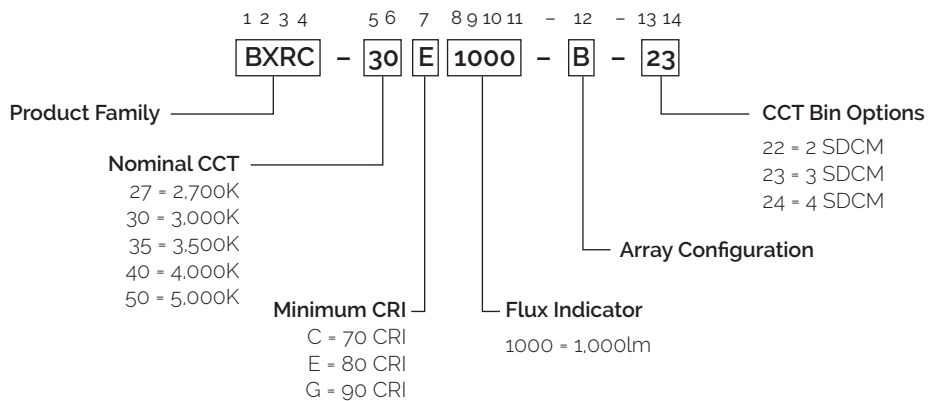 1 2 3 4 5 6 7 8 9 10 11 - 12 - 13 14
BXRC - 30 E 1000 - B - 23
Product Family
CCT Bin Options
22 = 2 SDCM
23 = 3 SDCM
24 = 4 SDCM
Nominal CCT
27 = 2,700K
30 = 3,000K
35 = 3,500K
40 = 4,000K
50 = 5,000K
Array Configuration
Minimum CRI
C = 70 CRI
E = 80 CRI
G = 90 CRI
Flux Indicator
1000 = 1,000lm